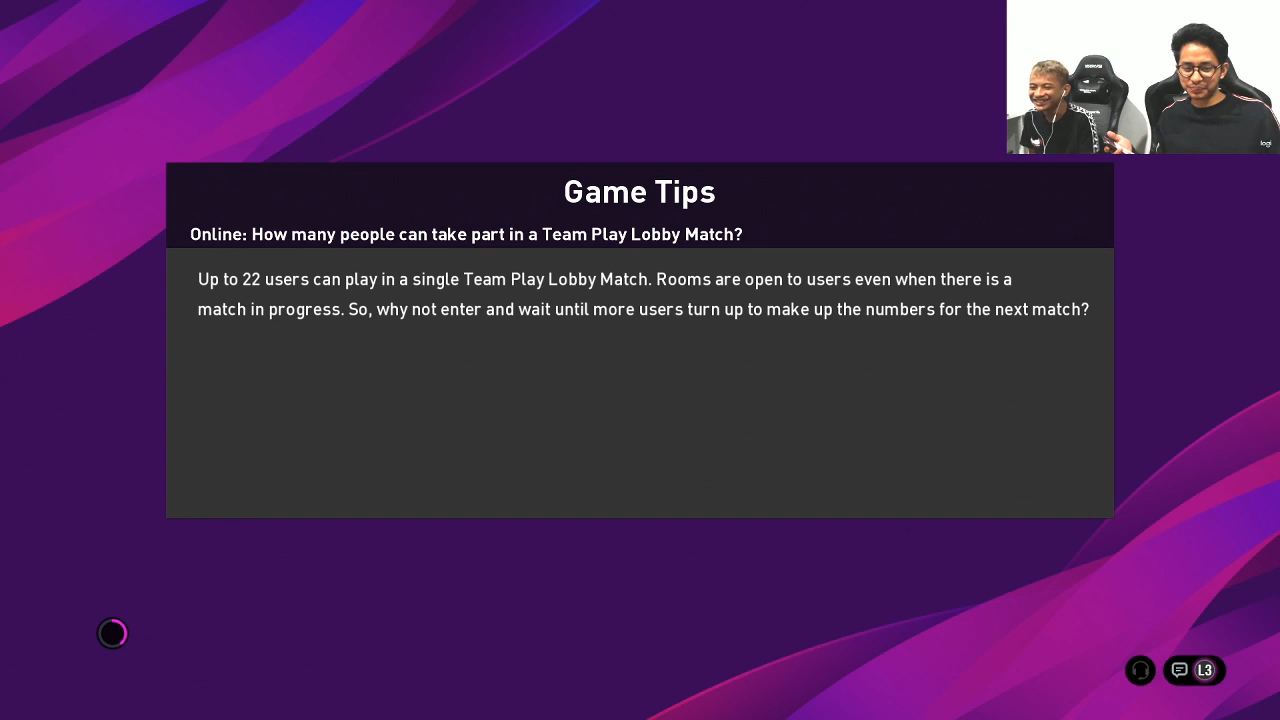 Game Tips
Online: How many people can take part in a Team Play Lobby Match?
Up to 22 users can play in a single Team Play Lobby Match. Rooms are open to users even when there is a
match in progress. So, why not enter and wait until more users turn up to make up the numbers for the next match?
logi
L3